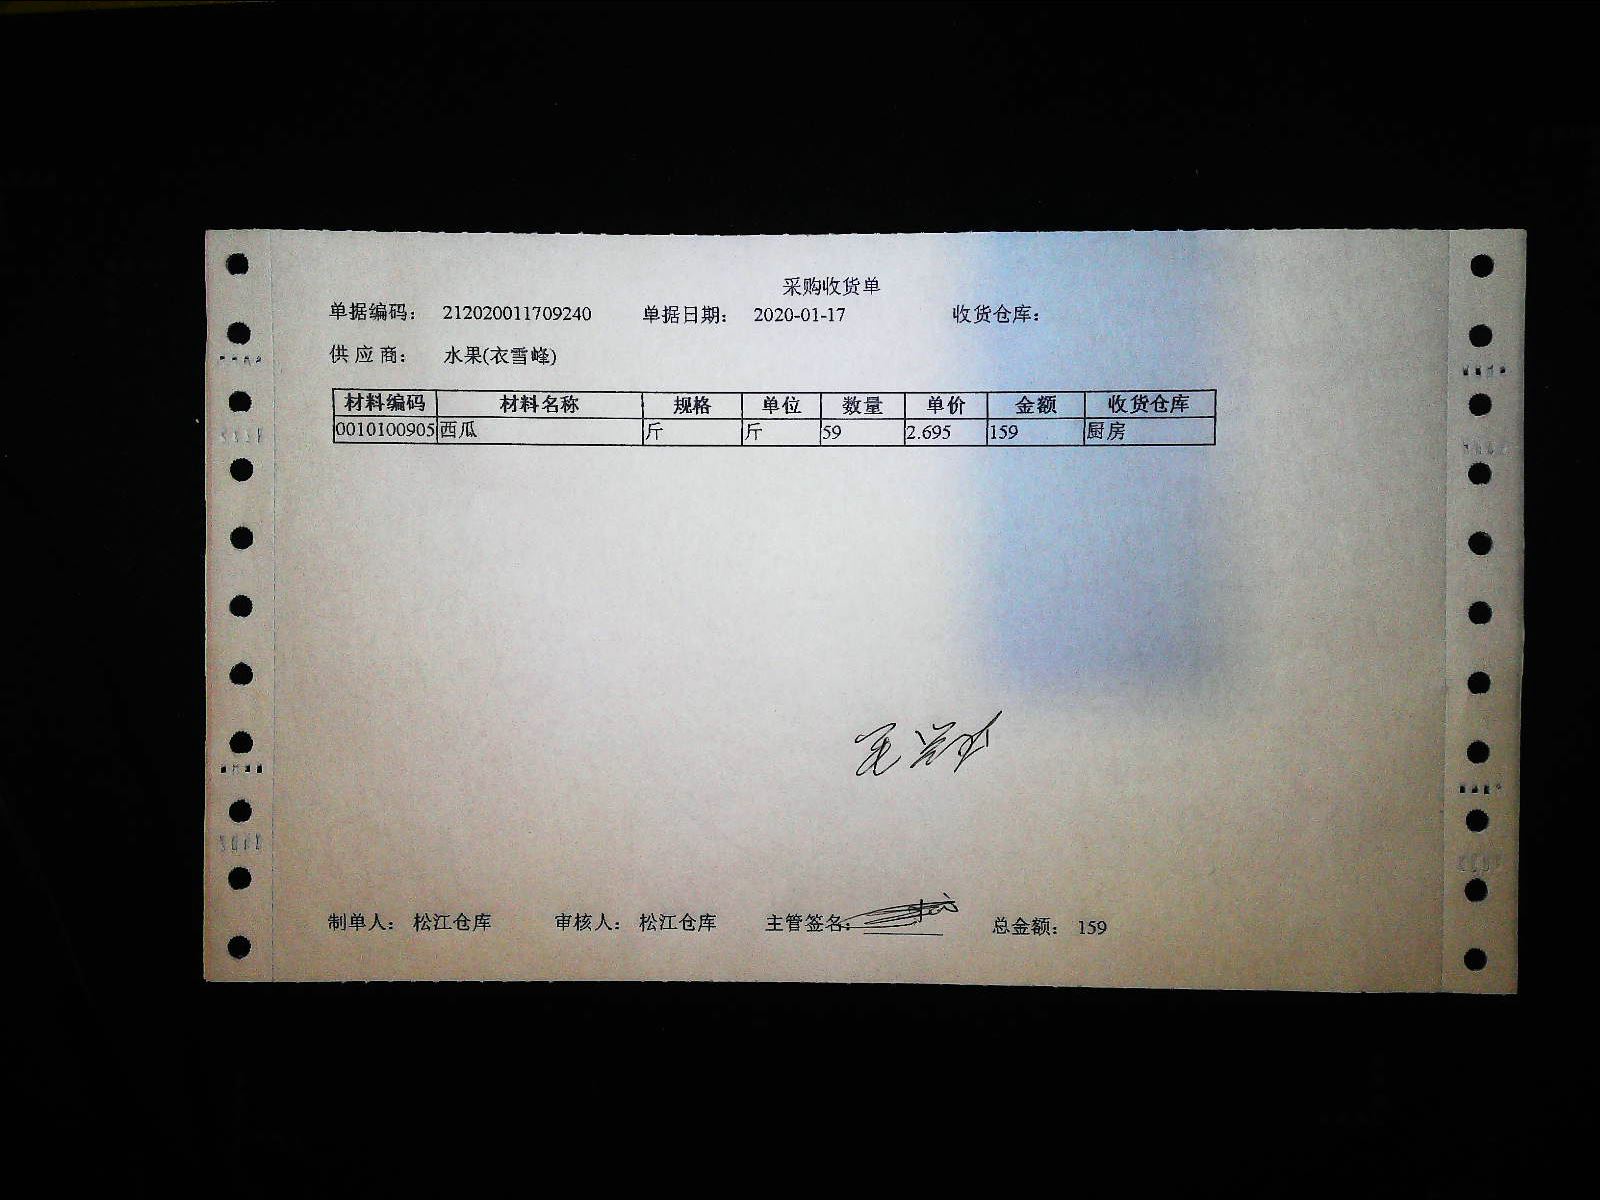 采购收货单
单据编码： 212020011709240 单据日期： 2020-01-17 收货仓库：
供应商： 水果(衣雪峰)
材料编码 材料名称 规格 单位 数量 单价 金额 收货仓库
0010100905 西瓜 斤 斤 59 2.695 159 厨房
制单人： 松江仓库 审核人： 松江仓库 主管签名： 总金额： 159